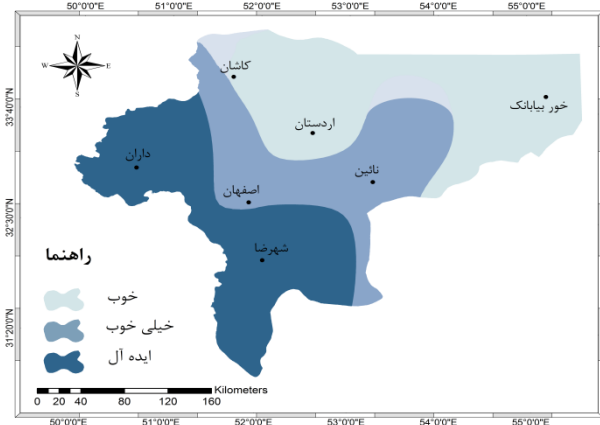 50°0'0"E 51°0'0"E 52°0'0"E 53°0'0"E 54°0'0"E 55°0'0"E
N
W E
S
33°40'0"N
32°30'0"N
31°20'0"N
کاشان
خور بیابانک
اردستان
داران
نائین
اصفهان
شهرضا
راهنما
خوب
خیلی خوب
ایده آل
Kilometers
0 20 40 80 120 160
50°0'0"E 51°0'0"E 52°0'0"E 53°0'0"E 54°0'0"E 55°0'0"E